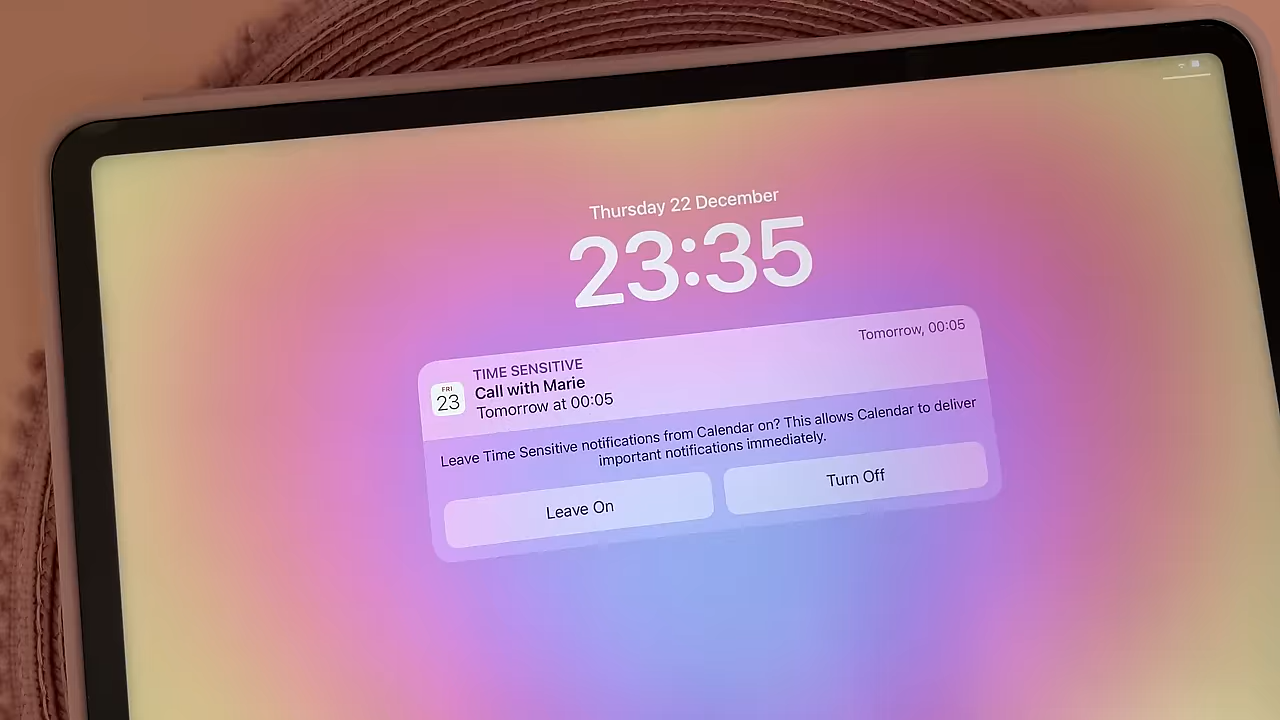 Thursday 22 December
23:35
TIME SENSITIVE
Tomorrow, 00:05
FRI
23
Call with Marie
Tomorrow at 00:05
Leave Time Sensitive notifications from Calendar on? This allows Calendar to deliver
important notifications immediately.
Leave On
Turn Off